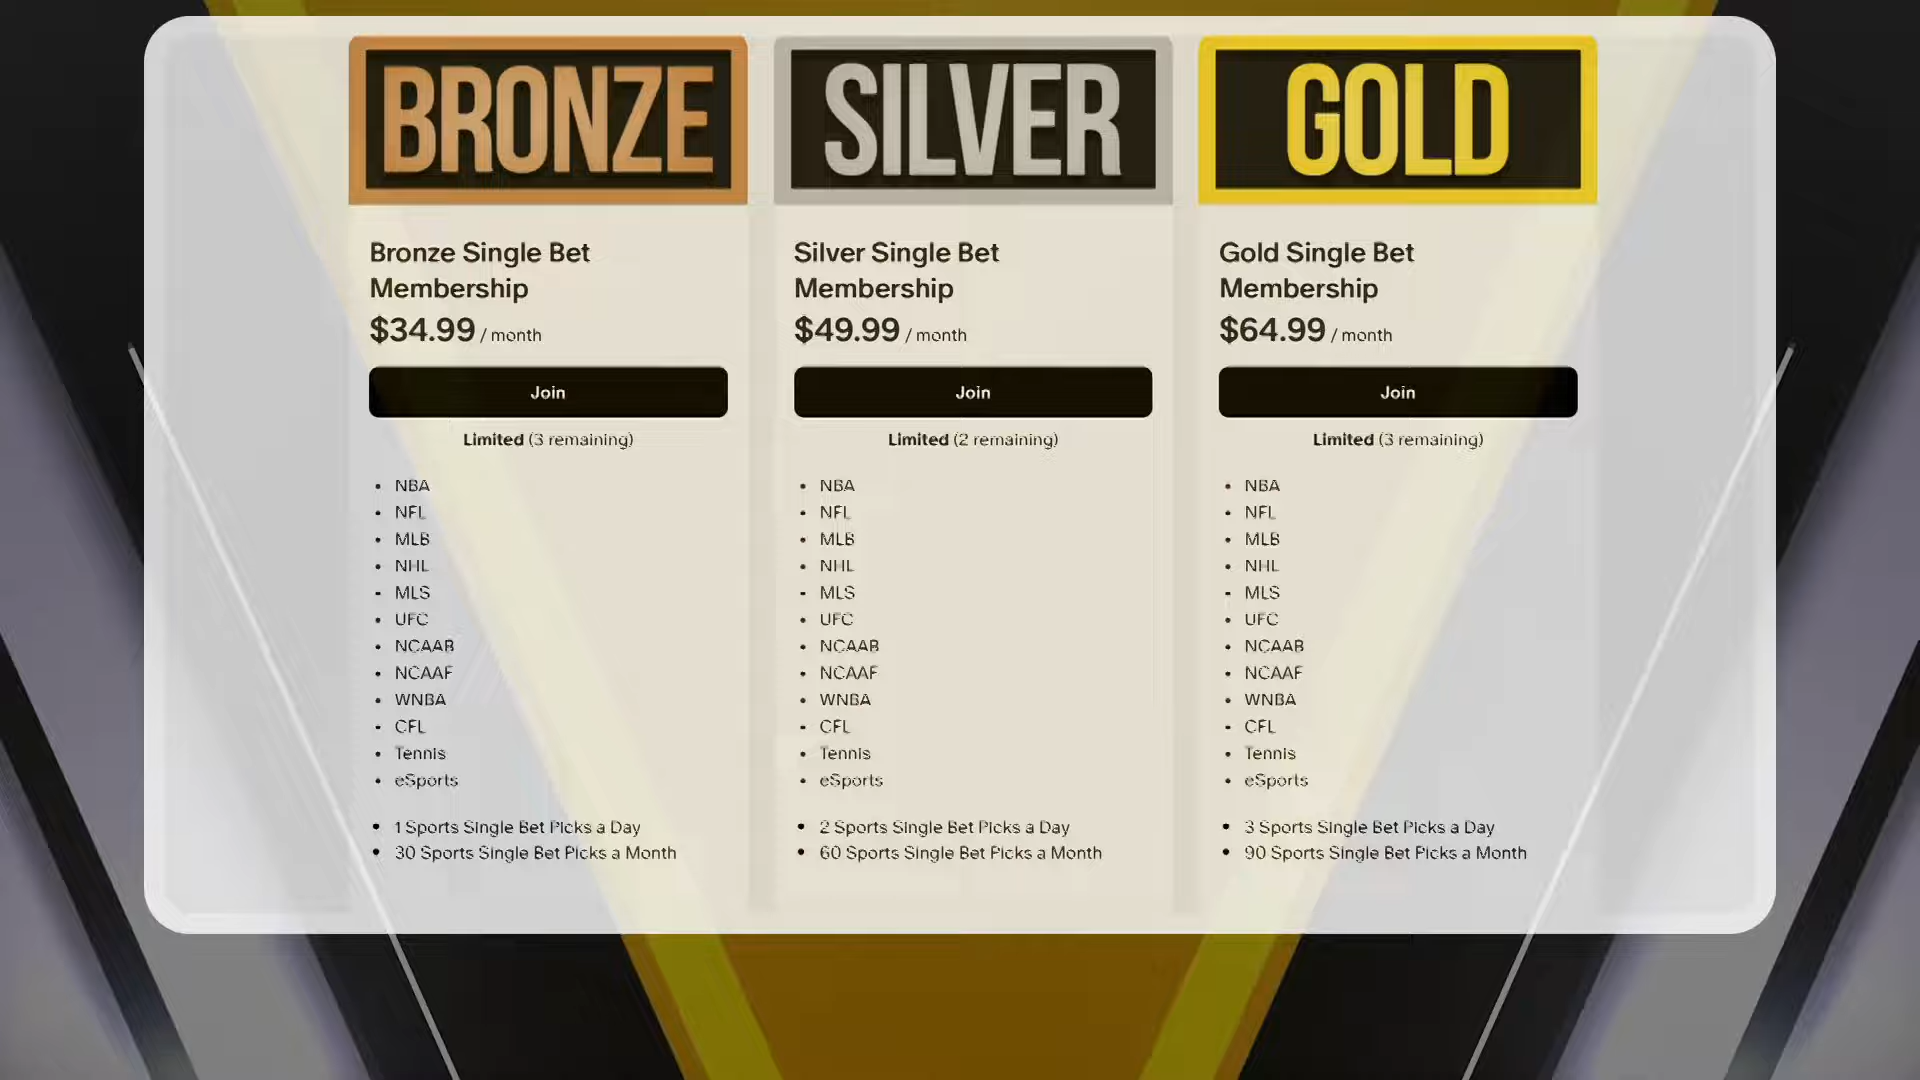 BRONZE
Bronze Single Bet
Membership
$34.99 / month
Join
Limited (3 remaining)
NBA
NFL
MLB
NHL
MLS
UFC
NCAAB
NCAAF
WNBA
CFL
Tennis
eSports
1 Sports Single Bet Picks a Day
30 Sports Single Bet Picks a Month
SILVER
Silver Single Bet
Membership
$49.99 / month
Join
Limited (2 remaining)
NBA
NFL
MLB
NHL
MLS
UFC
NCAAB
NCAAF
WNBA
CFL
Tennis
eSports
2 Sports Single Bet Picks a Day
60 Sports Single Bet Picks a Month
GOLD
Gold Single Bet
Membership
$64.99 / month
Join
Limited (3 remaining)
NBA
NFL
MLB
NHL
MLS
UFC
NCAAB
NCAAF
WNBA
CFL
Tennis
eSports
3 Sports Single Bet Picks a Day
90 Sports Single Bet Picks a Month